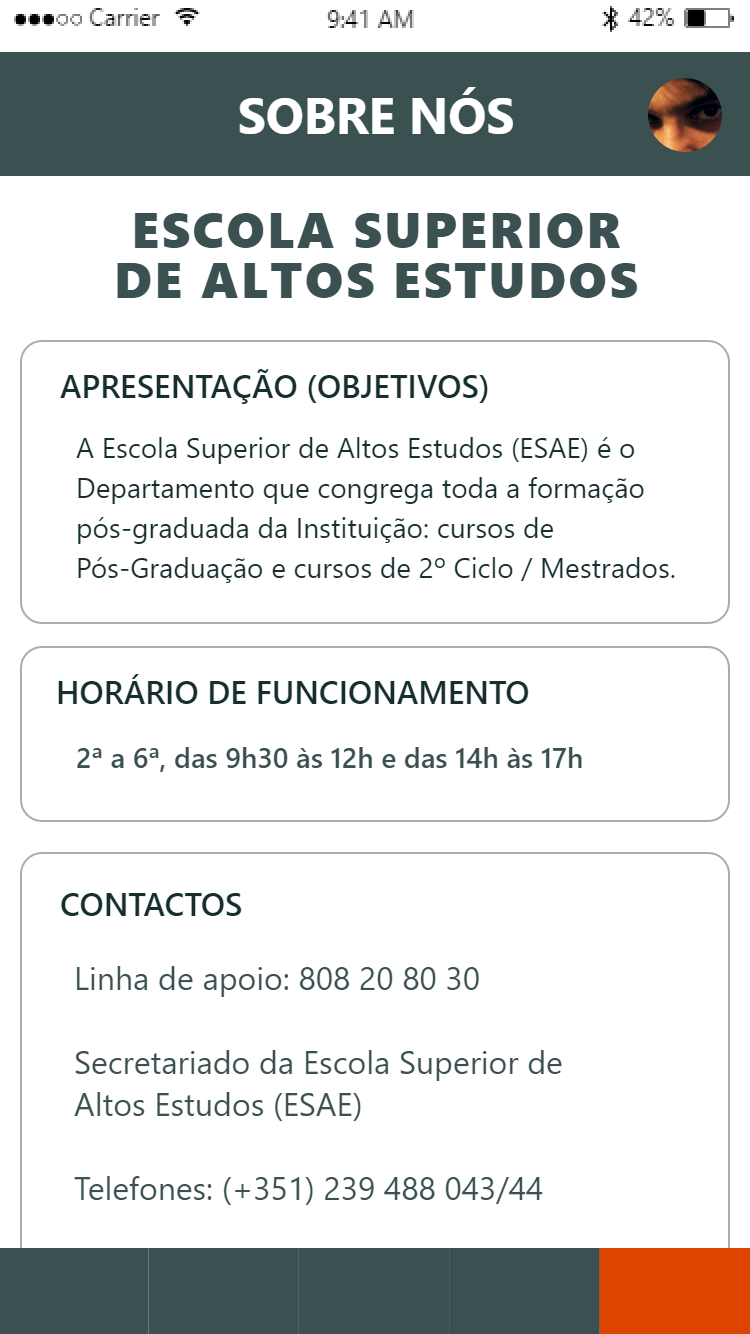 Carrier
9:41 AM
42%
SOBRE NÓS
ESCOLA SUPERIOR
DE ALTOS ESTUDOS
APRESENTAÇÃO (OBJETIVOS)
A Escola Superior de Altos Estudos (ESAE) é o
Departamento que congrega toda a formação
pós-graduada da Instituição: cursos de
Pós-Graduação e cursos de 2º Ciclo / Mestrados.
HORÁRIO DE FUNCIONAMENTO
2ª a 6ª, das 9h30 às 12h e das 14h às 17h
CONTACTOS
Linha de apoio: 808 20 80 30
Secretariado da Escola Superior de
Altos Estudos (ESAE)
Telefones: (+351) 239 488 043/44